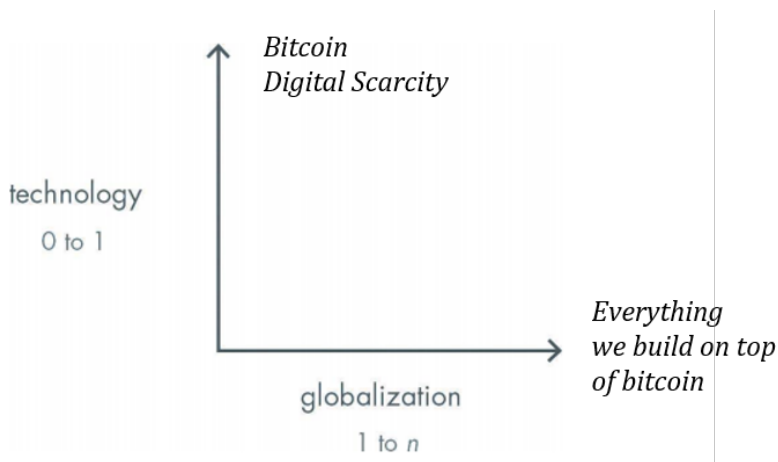 Bitcoin
Digital Scarcity
technology
0 to 1
Everything
we build on top
of bitcoin
globalization
1 to n